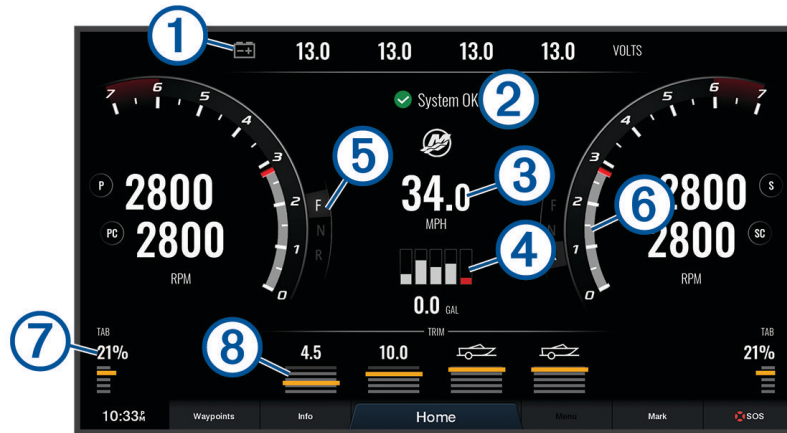 1
13.0 13.0 13.0 13.0 VOLTS
System OK 2
7 6 5 4 3 2 1 0
7 6 5 4 3 2 1 0
5
F
N
R
F
N
P 2800
PC 2800
RPM
34.0 3
MPH
4
0.0 GAL
6
2800 S
2800 SC
RPM
TRIM
7
TAB
21%
8
4.5 10.0
TAB
21%
10:33PM Waypoints Info Home Menu Mark SOS